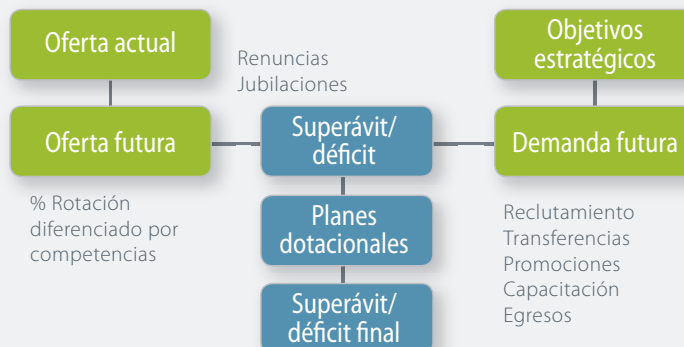 Oferta actual
Renuncias
Jubilaciones
Objetivos
estratégicos
Oferta futura
Superávit/
déficit
Demanda futura
% Rotación
diferenciado por
competencias
Planes
dotacionales
Reclutamiento
Transferencias
Promociones
Capacitación
Egresos
Superávit/
déficit final